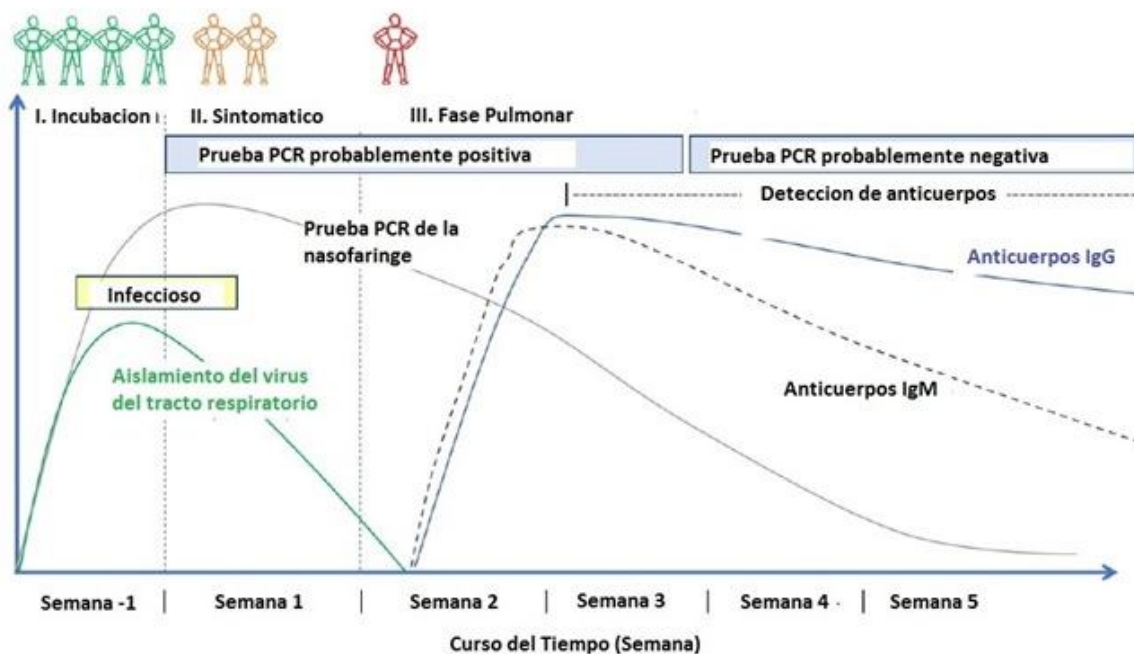 I. Incubacion
II. Sintomatico
III. Fase Pulmonar
Prueba PCR probablemente positiva
Prueba PCR probablemente negativa
Deteccion de anticuerpos
Prueba PCR de la
nasofaringe
Anticuerpos IgG
Infeccioso
Aislamiento del virus
del tracto respiratorio
Anticuerpos IgM
Semana -1
Semana 1
Semana 2
Semana 3
Semana 4
Semana 5
Curso del Tiempo (Semana)